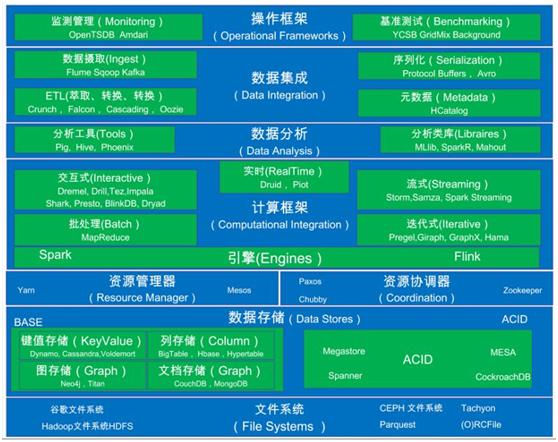 操作框架
（Operational Frameworks）
监测管理（Monitoring）
OpenTSDB Amdari
基准测试（Benchmarking）
YCSB GridMix Background
数据集成
（Data Integration）
数据摄取(Ingest）
Flume Sqoop Kafka
序列化（Serialization）
Protocol Buffers ， Avro
ETL(萃取、转换、转换）
Crunch ， Falcon ， Cascading ， Oozie
元数据（Metadata）
HCatalog
数据分析
（Data Analysis）
分析工具(Tools）
Pig, Hive, Phoenix
分析类库(Libraires）
MLlib, SparkR, Mahout
计算框架
（Computational Integration）
交互式(Interactive）
Dremel, Drill,Tez,Impala
Shark, Presto, BlinkDB, Dryad
实时(RealTime）
Druid ， Piot
流式(Streaming）
Storm,Samza, Spark Streaming
批处理(Batch）
MapReduce
迭代式(Iterative）
Pregel,Giraph, GraphX, Hama
Spark
引擎(Engines）
Flink
资源管理器
（Resource Manager）
Yarn
Mesos
资源协调器
（Coordination）
Paxos
Chubby
Zookeeper
数据存储（Data Stores）
BASE
ACID
键值存储（KeyValue）
Dynamo, Cassandra,Voldemort
列存储（Column）
BigTable ， Hbase ， Hypertable
图存储（Graph）
Neo4j ， Titan
文档存储（Graph）
CouchDB ， MongoDB
Megastore
Spanner
ACID
MESA
CockroachDB
文件系统
（File Systems ）
谷歌文件系统
Hadoop文件系统HDFS
CEPH 文件系统
Parquest
Tachyon
(O)RCFile